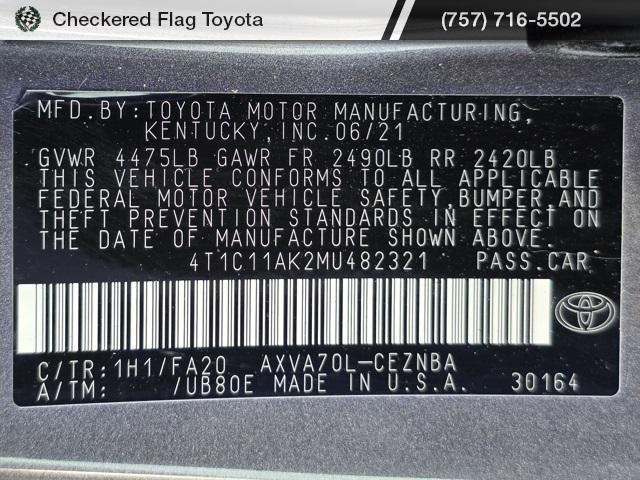 Checkered Flag Toyota
(757) 716-5502
MFD. BY: TOYOTA MOTOR MANUFACTURING,
KENTUCKY, INC. 06/21
GVWR 4475LB GAWR FR 2490LB RR 2420LB
THIS VEHICLE CONFORMS TO ALL APPLICABLE
FEDERAL MOTOR VEHICLE SAFETY, BUMPER, AND
THEFT PREVENTION STANDARDS IN EFFECT ON
THE DATE OF MANUFACTURE SHOWN ABOVE.
4T1C11AK2MU482321 PASS. CAR
C/TR: 1H1/FA20 AXVA70L-CEZNBA
A/TM: /UB80E MADE IN U.S.A. 30164